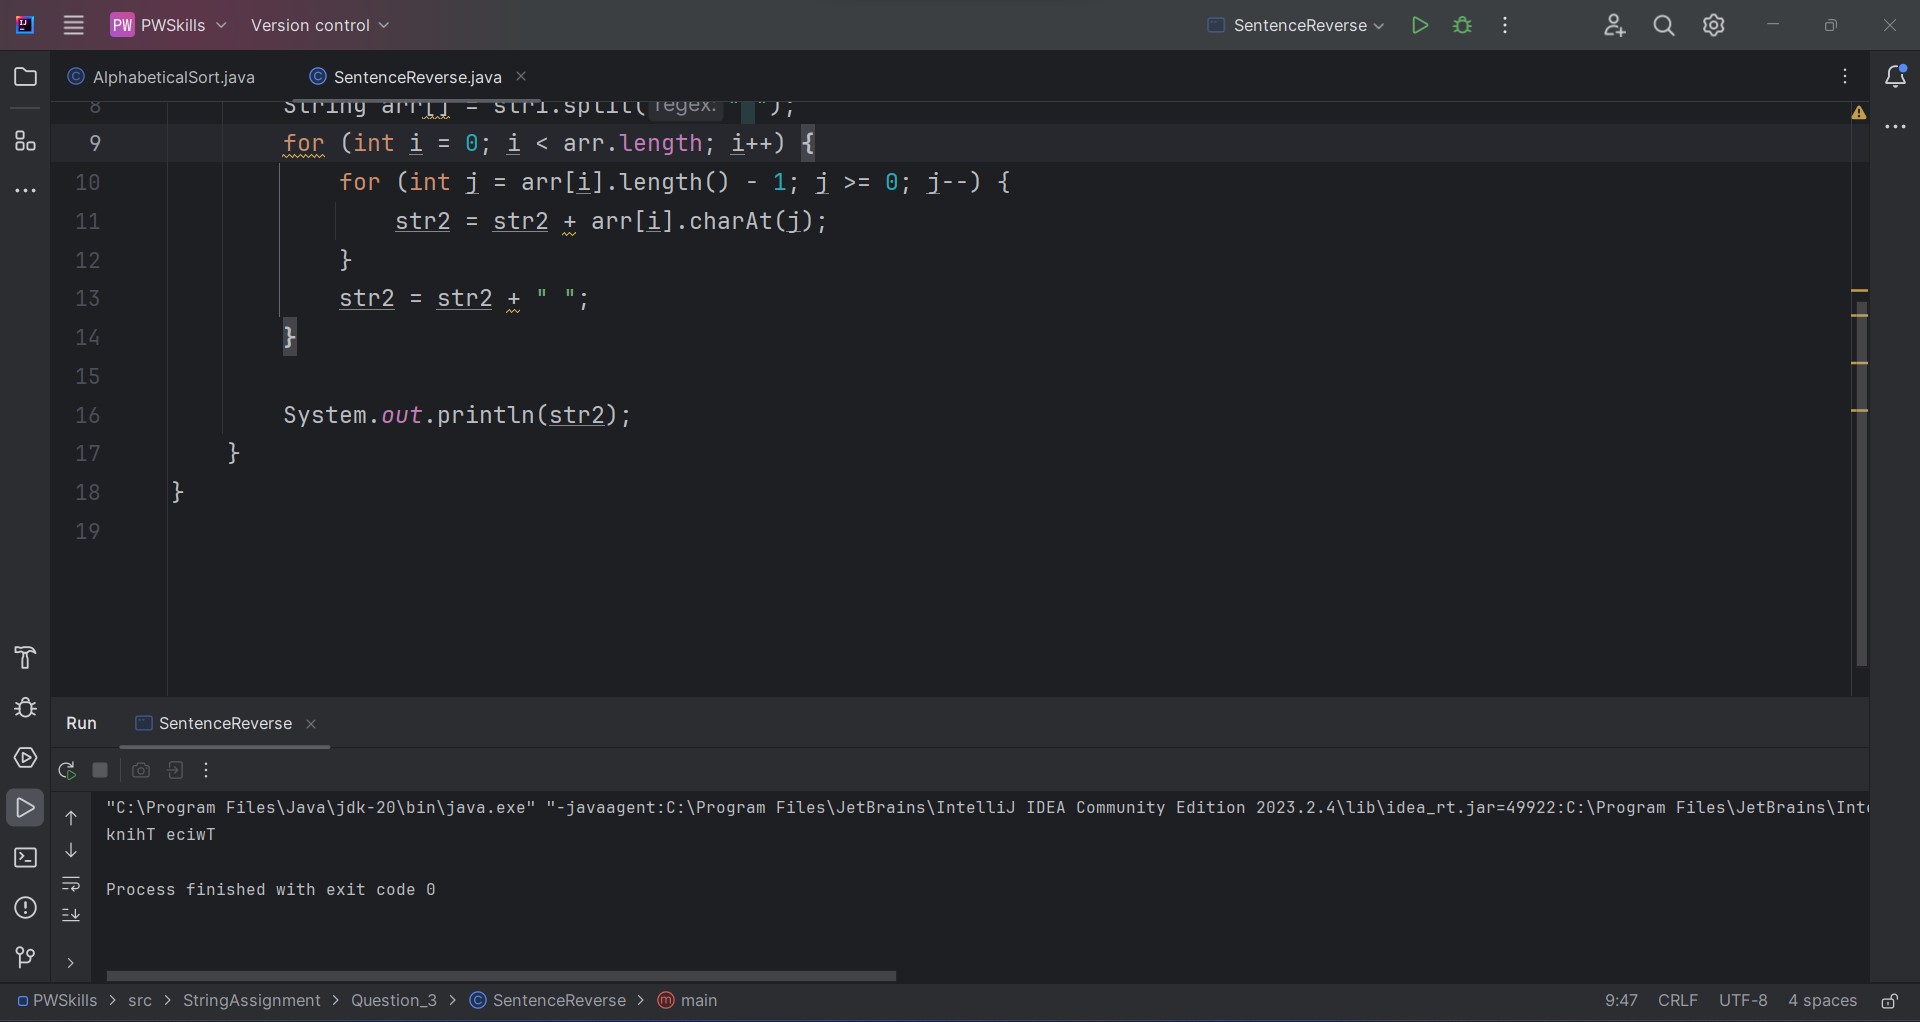 PW PWSkills Version control SentenceReverse
AlphabeticalSort.java SentenceReverse.java
8 String arr[] = str1.split( regex: " ");
9 for (int i = 0; i < arr.length; i++) {
10 for (int j = arr[i].length() - 1; j >= 0; j--) {
11 str2 = str2 + arr[i].charAt(j);
12 }
13 str2 = str2 + " ";
14 }
15
16 System.out.println(str2);
17 }
18 }
19
Run SentenceReverse
"C:\Program Files\Java\jdk-20\bin\java.exe" "-javaagent:C:\Program Files\JetBrains\IntelliJ IDEA Community Edition 2023.2.4\lib\idea_rt.jar=49922:C:\Program Files\JetBrains\Inte
knihT eciwT
Process finished with exit code 0
PWSkills > src > StringAssignment > Question_3 > SentenceReverse > main 9:47 CRLF UTF-8 4 spaces